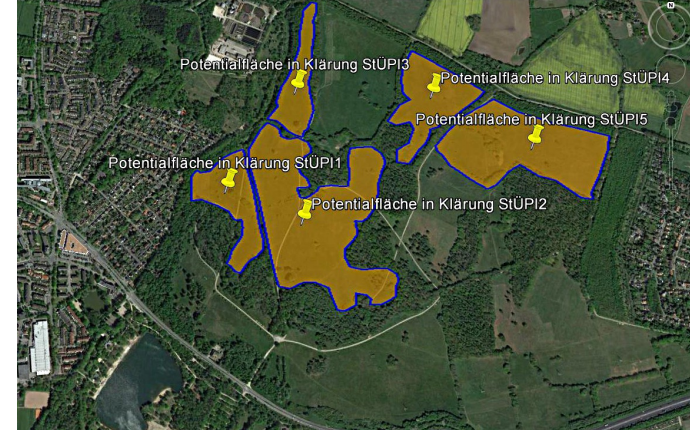 Potentialfläche in Klärung StÜPl3
Potentialfläche in Klärung StÜPl4
Potentialfläche in Klärung StÜPl5
Potentialfläche in Klärung StÜPl1
Potentialfläche in Klärung StÜPl2
N